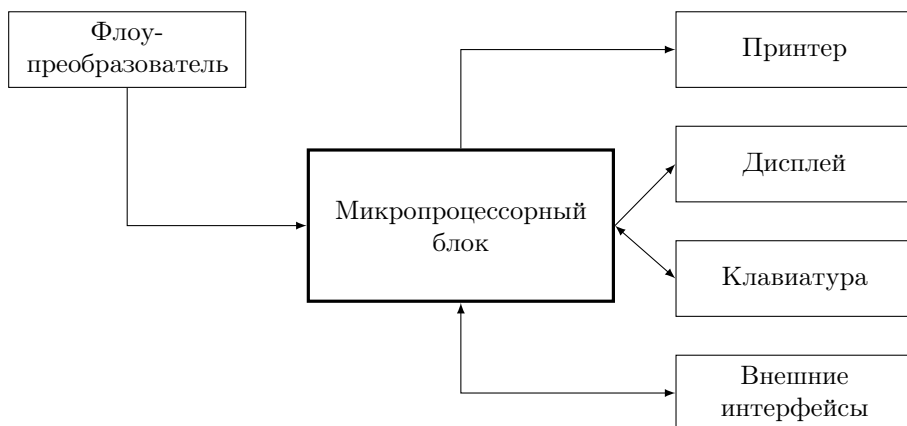 Флоу-
преобразователь
Принтер
Дисплей
Микропроцессорный
блок
Клавиатура
Внешние
интерфейсы